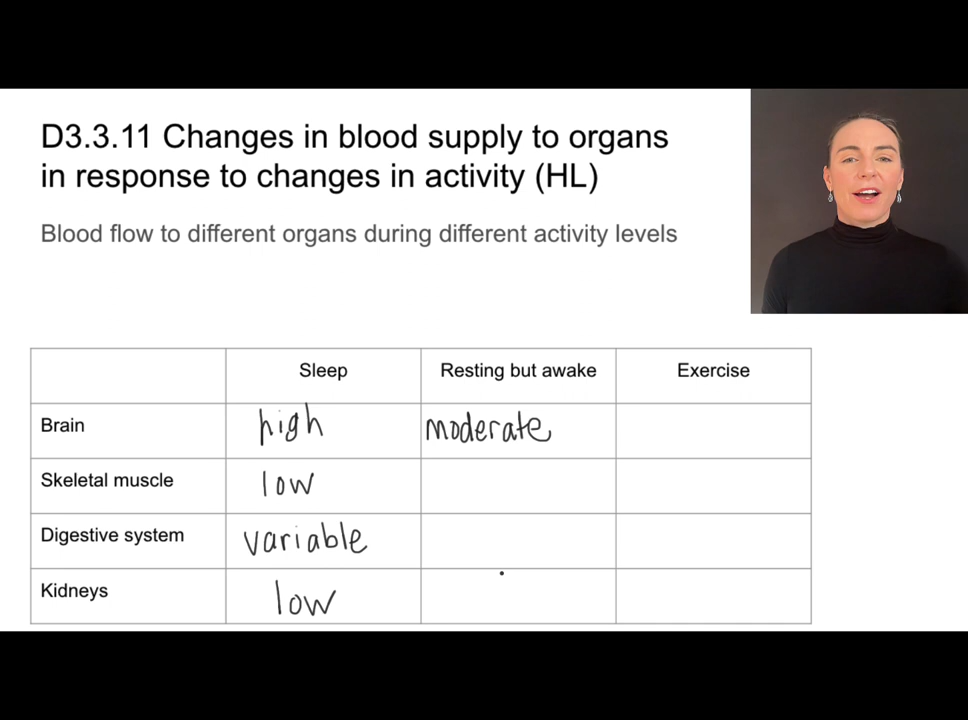 D3.3.11 Changes in blood supply to organs
in response to changes in activity (HL)
Blood flow to different organs during different activity levels
Sleep Resting but awake Exercise
Brain high moderate
Skeletal muscle low
Digestive system variable
Kidneys low